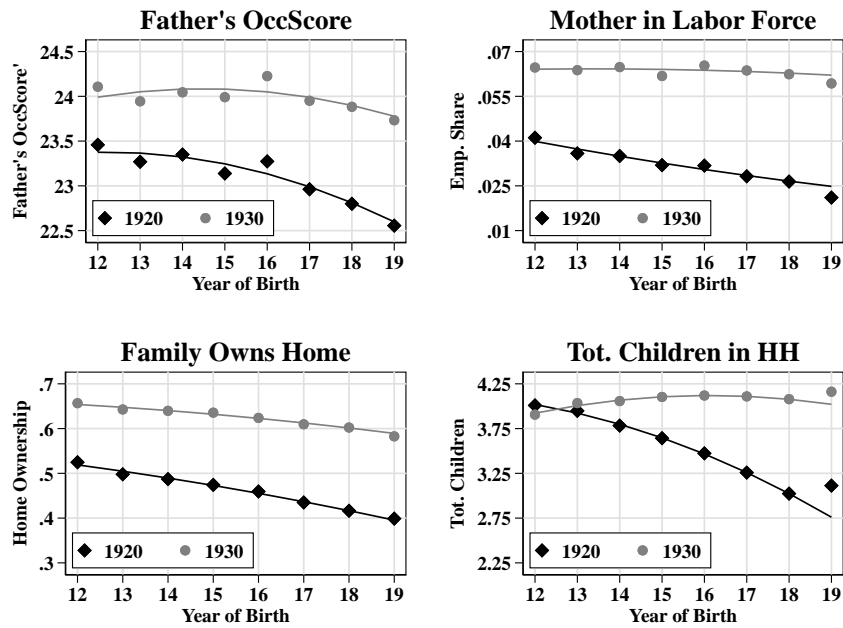 Father's OccScore
Father's OccScore'
24.5
24
23.5
23
22.5
1920
1930
12 13 14 15 16 17 18 19
Year of Birth
Mother in Labor Force
Emp. Share
.07
.055
.04
.025
.01
1920
1930
12 13 14 15 16 17 18 19
Year of Birth
Family Owns Home
Home Ownership
.7
.6
.5
.4
.3
1920
1930
12 13 14 15 16 17 18 19
Year of Birth
Tot. Children in HH
Tot. Children
4.25
3.75
3.25
2.75
2.25
1920
1930
12 13 14 15 16 17 18 19
Year of Birth